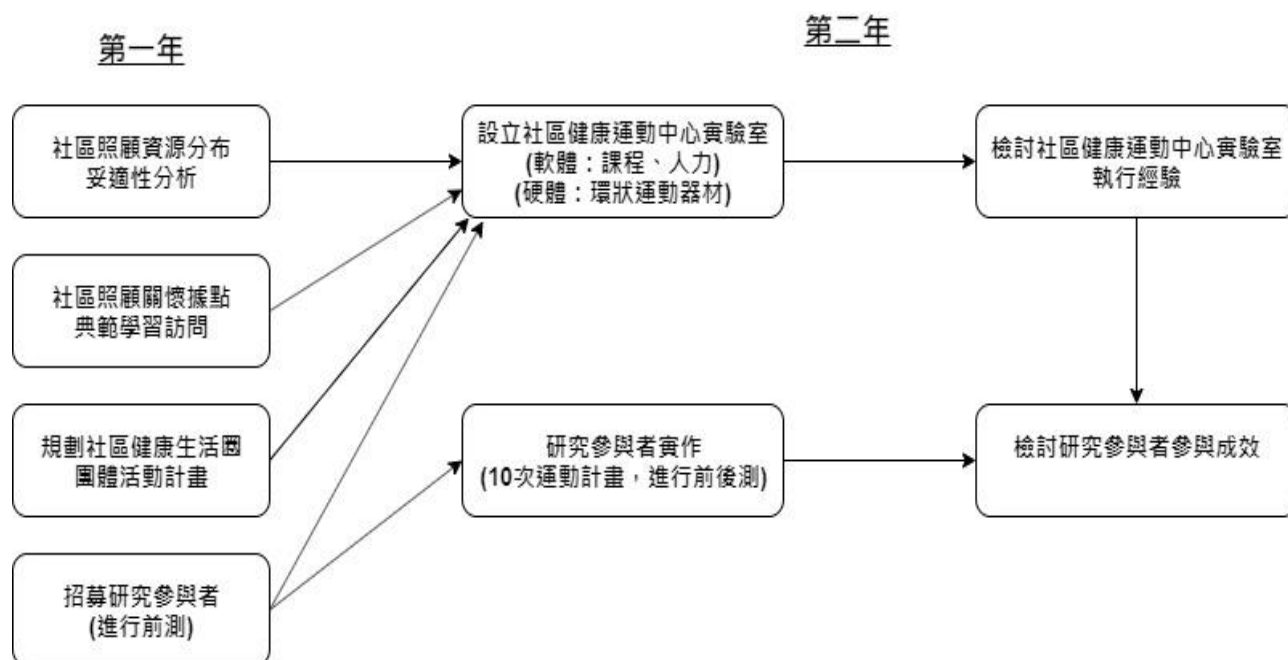 第一年
第二年
社區照顧資源分布
妥適性分析
設立社區健康運動中心實驗室
(軟體：課程、人力)
(硬體：環狀運動器材)
檢討社區健康運動中心實驗室
執行經驗
社區照顧關懷據點
典範學習訪問
規劃社區健康生活圈
團體活動計畫
研究參與者實作
(10次運動計畫，進行前後測)
檢討研究參與者參與成效
招募研究參與者
(進行前測)